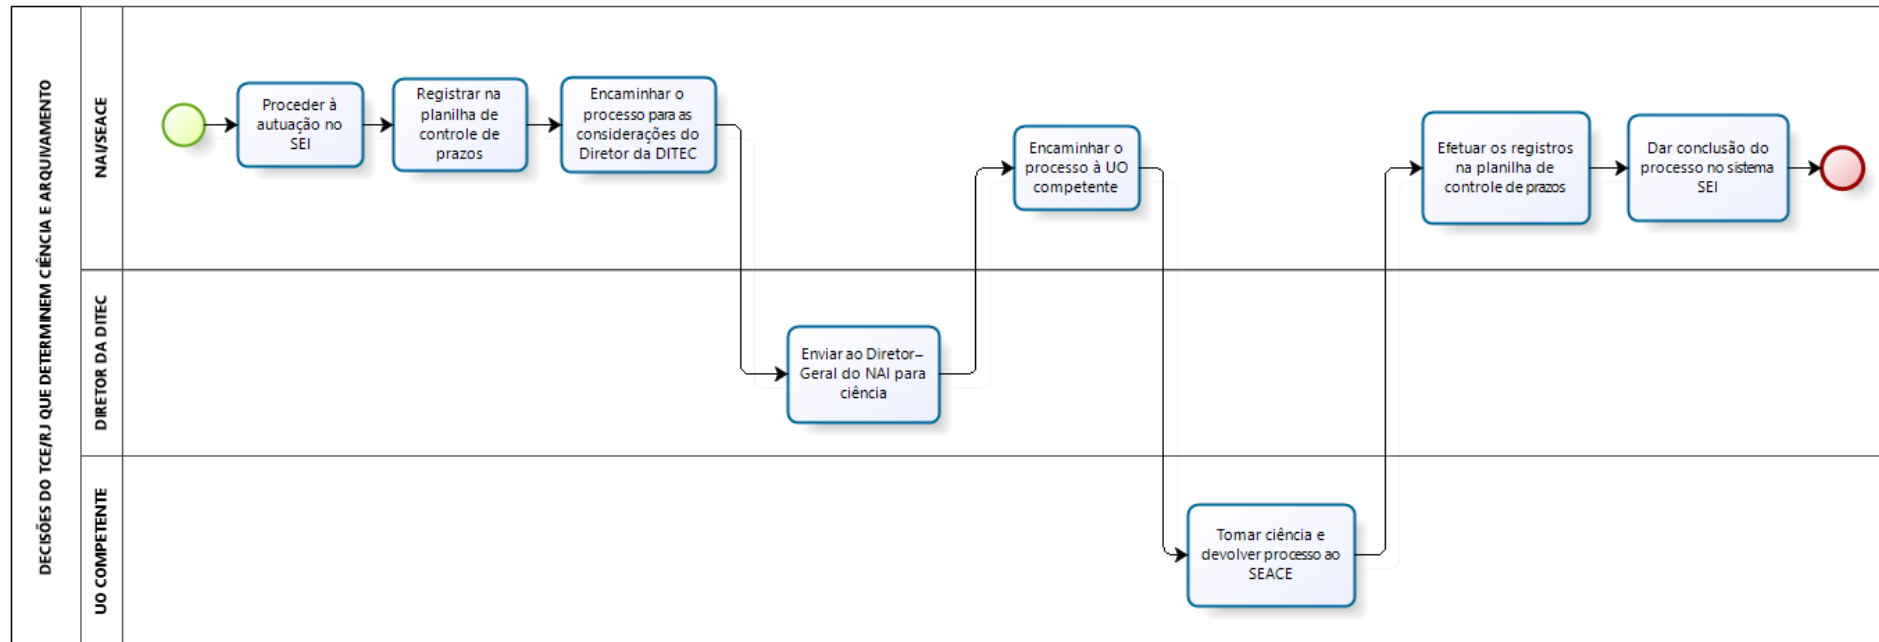 DECISÕES DO TCE/RJ QUE DETERMINEM CIÊNCIA E ARQUIVAMENTO
NAI/SEACE
Proceder à
autuação no
SEI
Registrar na
planilha de
controle de
prazos
Encaminhar o
processo para as
considerações do
Diretor da DITEC
Encaminhar o
processo à UO
competente
Efetuar os registros
na planilha de
controle de prazos
Dar conclusão do
processo no sistema
SEI
DIRETOR DA DITEC
Enviar ao Diretor–
Geral do NAI para
ciência
UO COMPETENTE
Tomar ciência e
devolver processo ao
SEACE